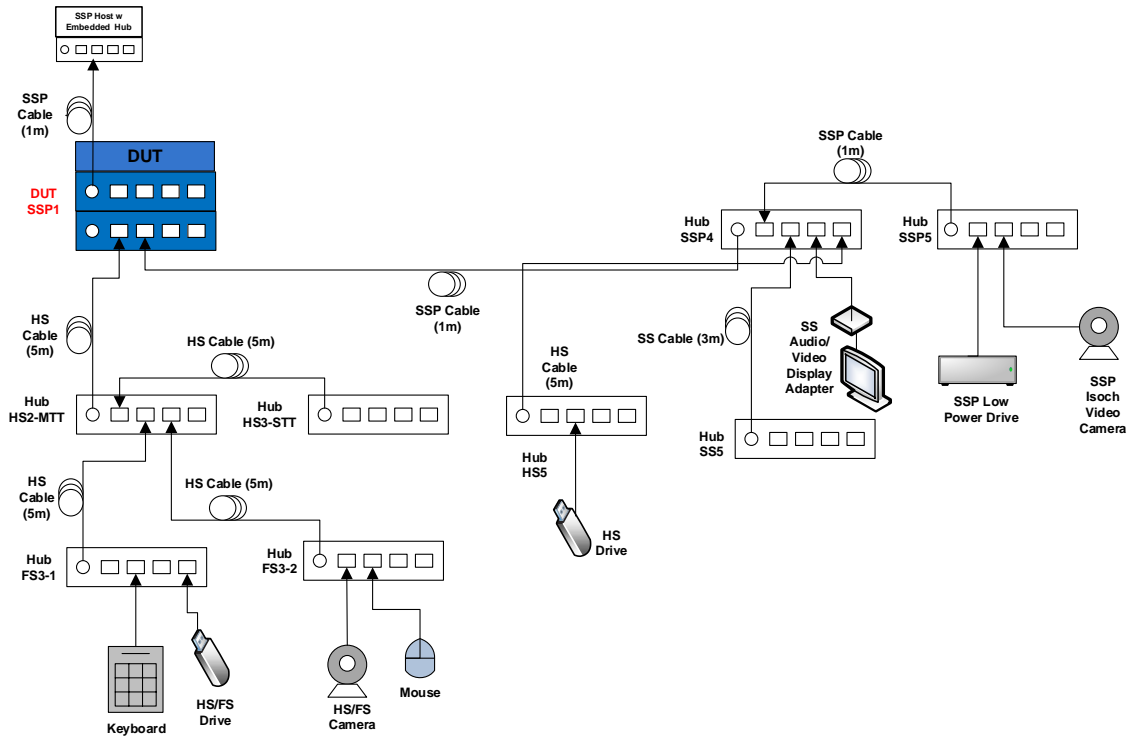 SSP Host w
Embedded Hub
SSP
Cable
(1m)
DUT
DUT
SSP1
SSP Cable
(1m)
Hub
SSP4
Hub
SSP5
SSP Cable
(1m)
HS
Cable
(5m)
HS Cable (5m)
HS
Cable
(5m)
SS Cable (3m)
SS
Audio/
Video
Display
Adapter
SSP Low
Power Drive
SSP
Isoch
Video
Camera
Hub
HS2-MTT
Hub
HS3-STT
Hub
HS5
Hub
SS5
HS
Cable
(5m)
HS Cable (5m)
HS
Drive
Hub
FS3-1
Hub
FS3-2
Keyboard
HS/FS
Drive
HS/FS
Camera
Mouse